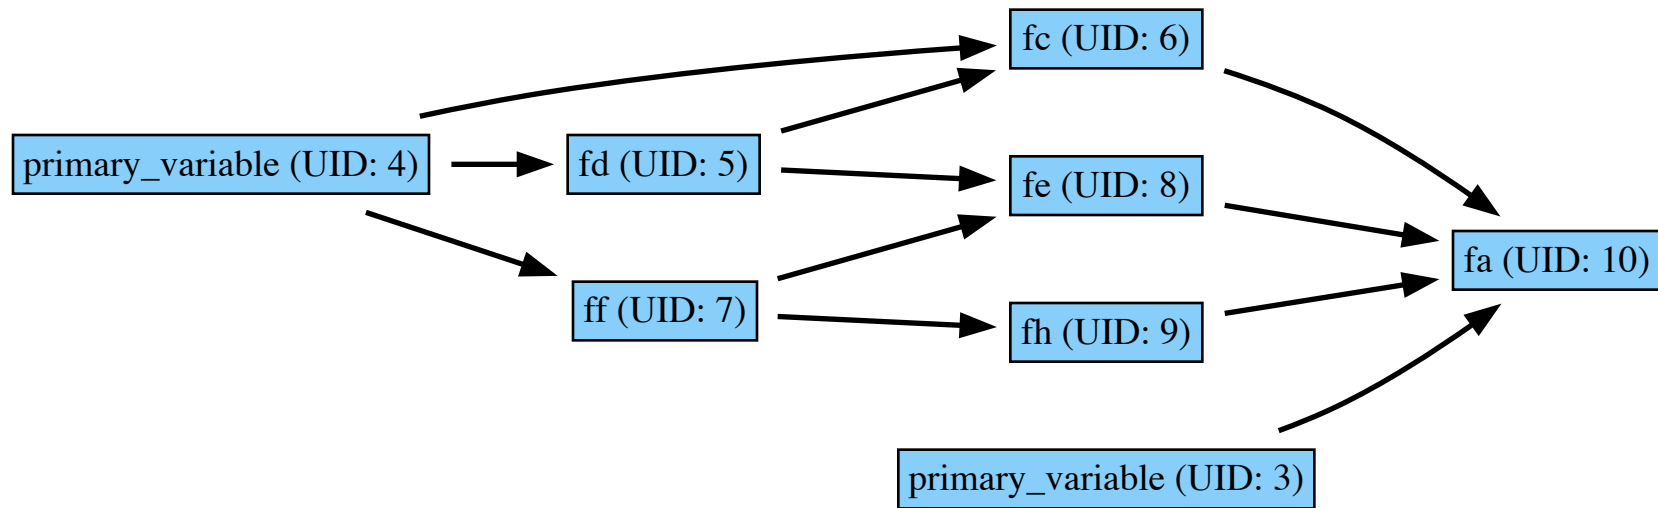 fc (UID: 6)
primary_variable (UID: 4)
fd (UID: 5)
fe (UID: 8)
fa (UID: 10)
ff (UID: 7)
fh (UID: 9)
primary_variable (UID: 3)